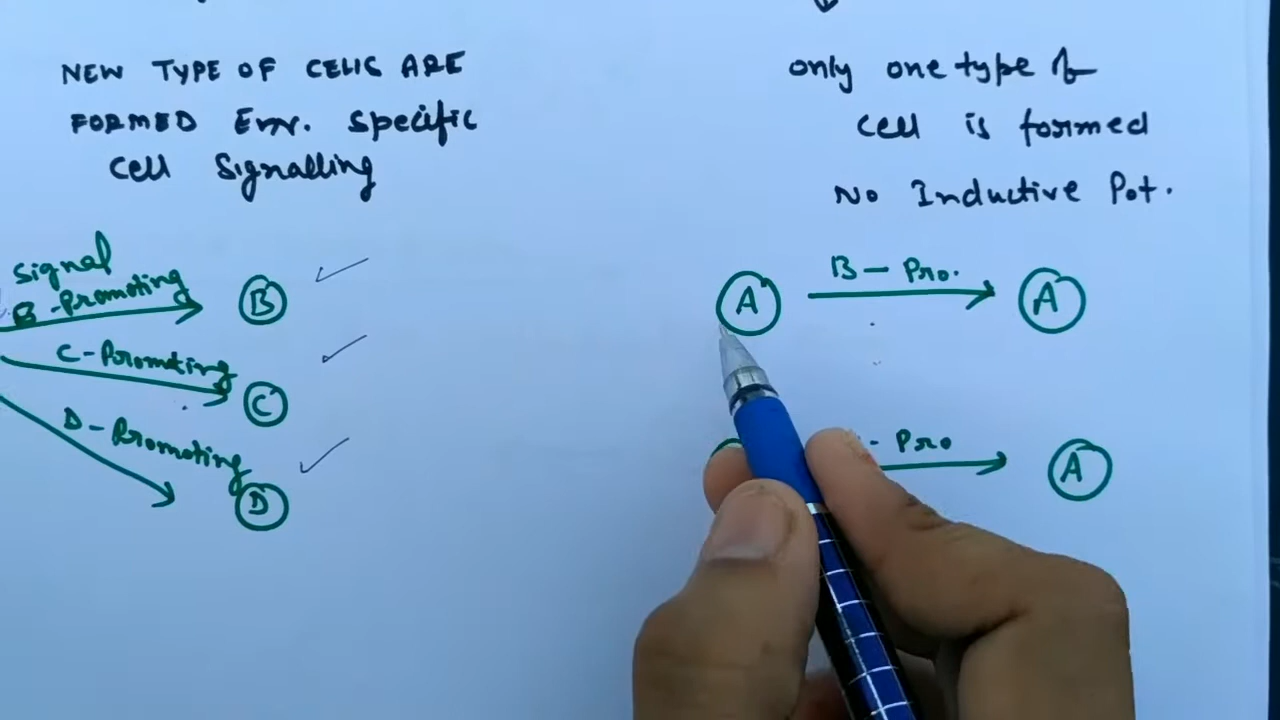 NEW TYPE OF CELLS ARE
FORMED Env. Specific
Cell Signalling
Signal
B-Promoting
B
C-Promoting
C
D-Promoting
D
only one type of
cell is formed
No Inductive Pot.
A
B - Pro.
A
- Pro
A